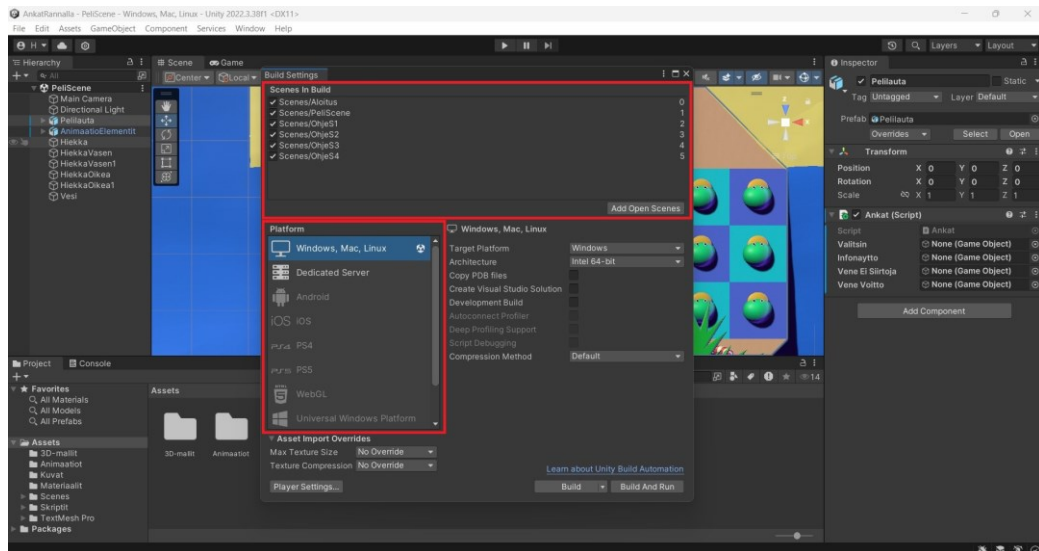 AnkatRannalla - PeliScene - Windows, Mac, Linux - Unity 2022.3.38f1 <DX11>
File Edit Assets GameObject Component Services Window Help
H
Layers Layout
Hierarchy
Scene Game
Inspector
All
Center Local
PeliScene
Main Camera
Directional Light
Pelilauta
AnimaatioElementit
Hiekka
HiekkaVasen
HiekkaVasen1
HiekkaOikea
HiekkaOikea1
Vesi
Build Settings
Scenes In Build
Scenes/Aloitus 0
Scenes/PeliScene 1
Scenes/OhjeS1 2
Scenes/OhjeS2 3
Scenes/OhjeS3 4
Scenes/OhjeS4 5
Add Open Scenes
Platform
Windows, Mac, Linux
Dedicated Server
Android
iOS iOS
PS4 PS4
PS5 PS5
WebGL
Universal Windows Platform
Windows, Mac, Linux
Target Platform Windows
Architecture Intel 64-bit
Copy PDB files
Create Visual Studio Solution
Development Build
Autoconnect Profiler
Deep Profiling Support
Script Debugging
Compression Method Default
Asset Import Overrides
Max Texture Size No Override
Texture Compression No Override
Learn about Unity Build Automation
Player Settings...
Build Build And Run
Pelilauta Static
Tag Untagged Layer Default
Prefab Pelilauta
Overrides Select Open
Transform
Position X 0 Y 0 Z 0
Rotation X 0 Y 0 Z 0
Scale X 1 Y 1 Z 1
Ankat (Script)
Script Ankat
Valitsin None (Game Object)
Infonaytto None (Game Object)
Vene Ei Siirtoja None (Game Object)
Vene Voitto None (Game Object)
Add Component
Project Console
14
Favorites
All Materials
All Models
All Prefabs
Assets
3D-mallit
Animaatiot
Kuvat
Materiaalit
Scenes
Skriptit
TextMesh Pro
Packages
Assets
3D-mallit Animaatiot